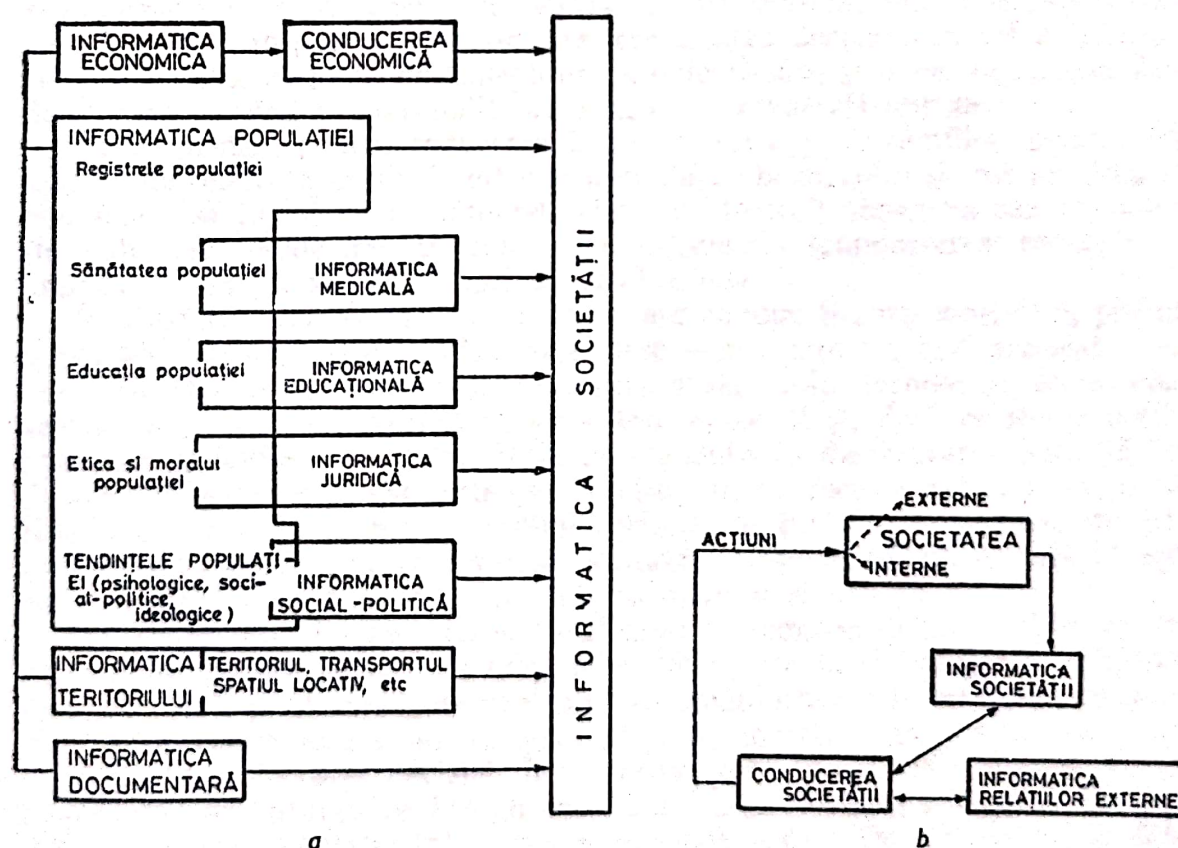 INFORMATICA
ECONOMICA
CONDUCEREA
ECONOMICĂ
INFORMATICA POPULAȚIEI
Registrele populației
Sănătatea populației
INFORMATICA
MEDICALĂ
Educația populației
INFORMATICA
EDUCAȚIONALĂ
Etica și moralul
populației
INFORMATICA
JURIDICĂ
TENDINȚELE POPULAȚI-
EI (psihologice, soci-
al-politice,
ideologice)
INFORMATICA
SOCIAL-POLITICĂ
INFORMATICA
TERITORIULUI
TERITORIUL, TRANSPORTUL
SPAȚIUL LOCATIV, etc
INFORMATICA
DOCUMENTARĂ
INFORMATICA SOCIETĂȚII
a
ACȚIUNI
EXTERNE
SOCIETATEA
INTERNE
INFORMATICA
SOCIETĂȚII
CONDUCEREA
SOCIETĂȚII
INFORMATICA
RELAȚIILOR EXTERNE
b